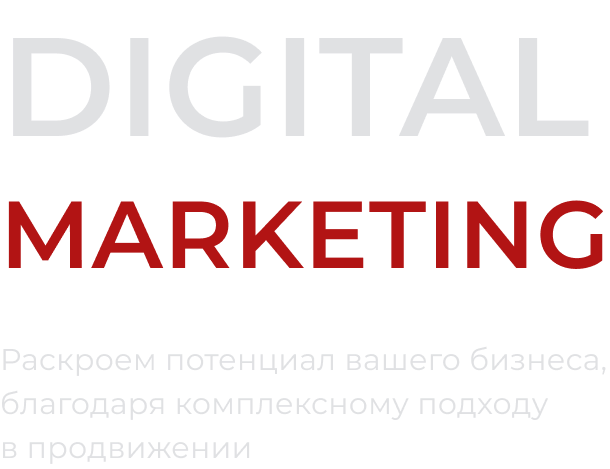 DIGITAL
MARKETING
Раскроем потенциал вашего бизнеса,
благодаря комплексному подходу
в продвижении